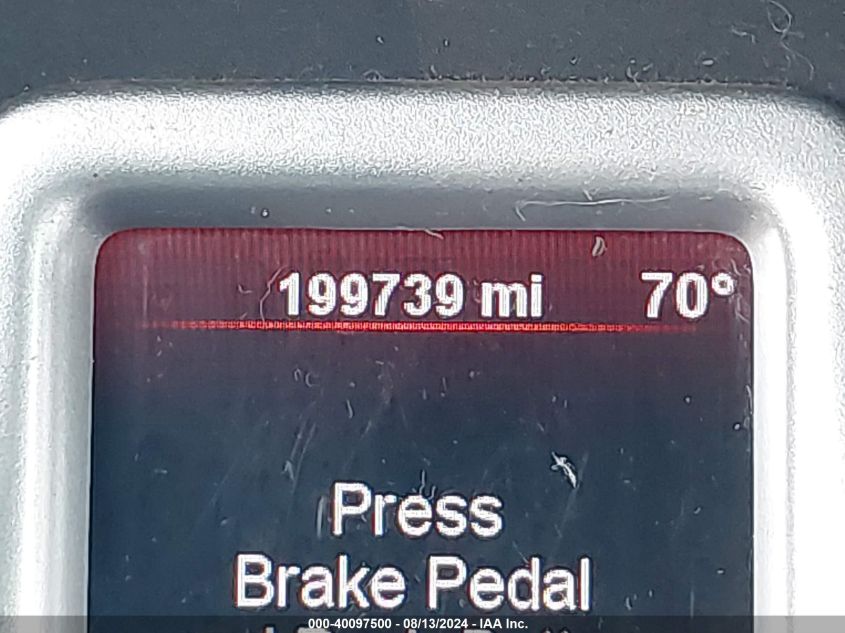 199739 mi 70°
Press
Brake Pedal
000-40097500 - 08/13/2024 - IAA Inc.